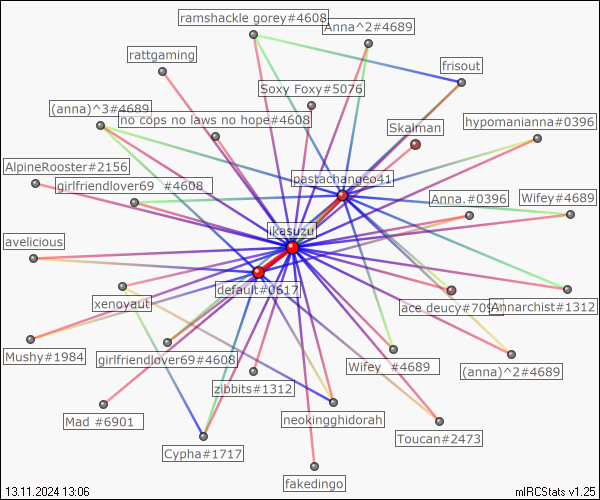 ramshackle gorey#4608
Anna^2#4689
rattgaming
frisout
Soxy Foxy#5076
(anna)^3#4689
no cops no laws no hope#4608
hypomanianna#0396
Skalman
AlpineRooster#2156
pastachangeo41
girlfriendlover69 #4608
Anna.#0396
Wifey#4689
ikasuzu
avelicious
default#0617
xenovaut
ace deucy#709
Annarchist#1312
Mushy#1984
girlfriendlover69#4608
Wifey #4689
(anna)^2#4689
zibbits#1312
Mad #6901
neokingghidorah
Toucan#2473
Cypha#1717
fakedingo
13.11.2024 13:06
mIRCStats v1.25